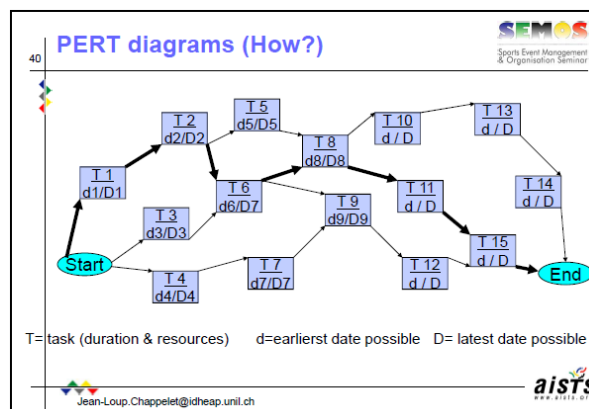 PERT diagrams (How?)
SEMOS
Sports Event Management
& Organisation Seminar
40
T 1
d1/D1
T 2
d2/D2
T 5
d5/D5
T 10
d / D
T 13
d / D
T 8
d8/D8
T 6
d6/D7
T 3
d3/D3
T 9
d9/D9
T 11
d / D
T 14
d / D
Start
T 4
d4/D4
T 7
d7/D7
T 12
d / D
T 15
d / D
End
T= task (duration & resources) d=earlierst date possible D= latest date possible
Jean-Loup.Chappelet@idheap.unil.ch
aists
www.aists.org